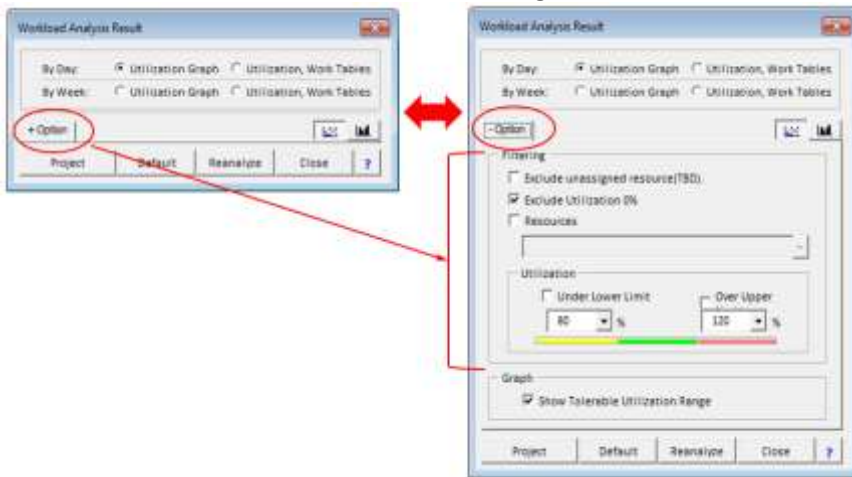 Workload Analysis Result
By Day: Utilization Graph Utilization, Work Tables
By Week: Utilization Graph Utilization, Work Tables
+ Option
Project Default Reanalyze Close ?
Workload Analysis Result
By Day: Utilization Graph Utilization, Work Tables
By Week: Utilization Graph Utilization, Work Tables
- Option
Filtering
Exclude unassigned resource(TBD).
Exclude Utilization 0%
Resources
Utilization
Under Lower Limit Over Upper
80 % 120 %
Graph
Show Tolerable Utilization Range
Project Default Reanalyze Close ?